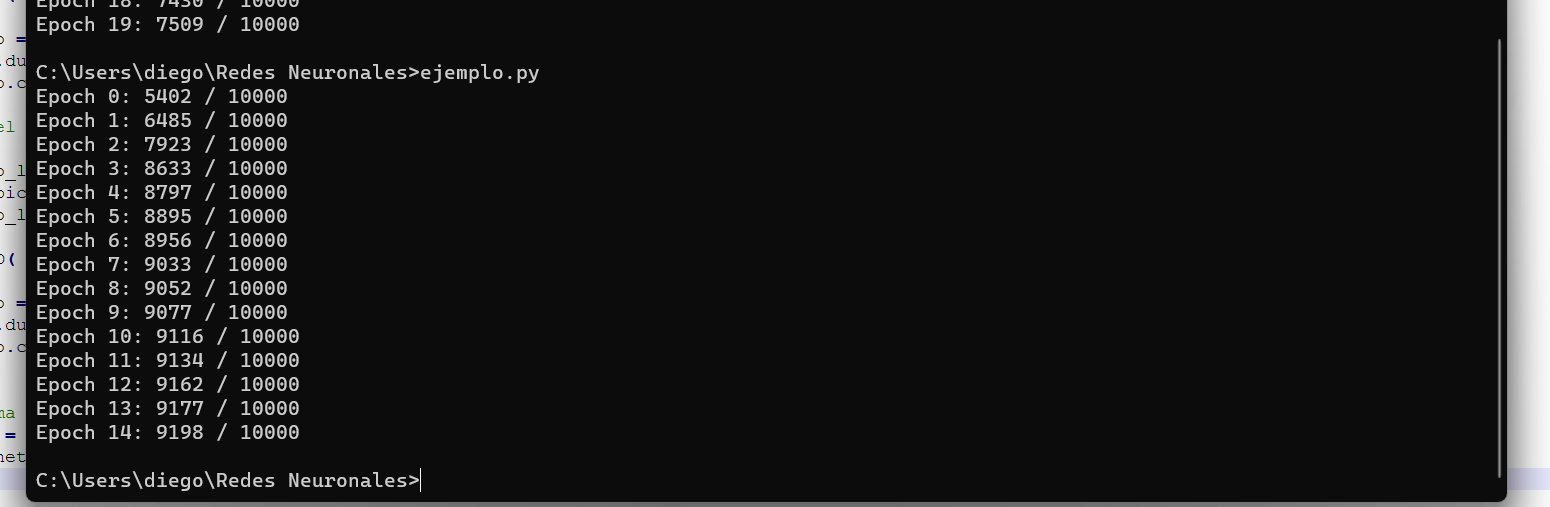 Epoch 18: 7430 / 10000
Epoch 19: 7509 / 10000
C:\Users\diego\Redes Neuronales>ejemplo.py
Epoch 0: 5402 / 10000
Epoch 1: 6485 / 10000
Epoch 2: 7923 / 10000
Epoch 3: 8633 / 10000
Epoch 4: 8797 / 10000
Epoch 5: 8895 / 10000
Epoch 6: 8956 / 10000
Epoch 7: 9033 / 10000
Epoch 8: 9052 / 10000
Epoch 9: 9077 / 10000
Epoch 10: 9116 / 10000
Epoch 11: 9134 / 10000
Epoch 12: 9162 / 10000
Epoch 13: 9177 / 10000
Epoch 14: 9198 / 10000
C:\Users\diego\Redes Neuronales>